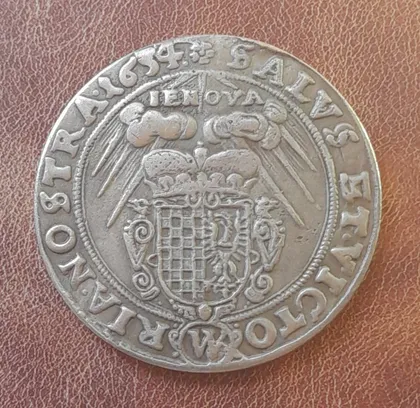 SALVS ET VICTORIA NOSTRA·1634·
IEHOVA
W